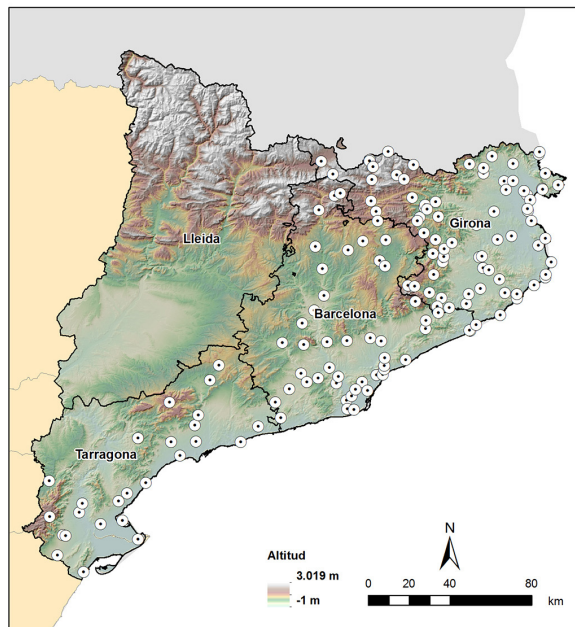 Girona
Lleida
Barcelona
Tarragona
N
Altitud
3.019 m
-1 m
0 20 40 80
km